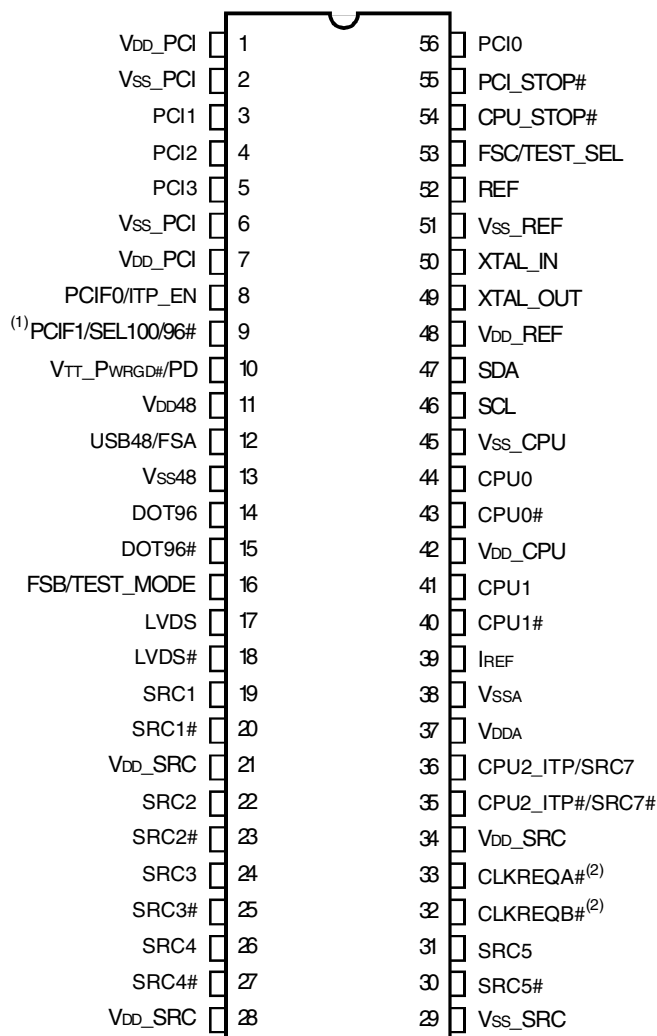 VDD_PCI 1 56 PCI0
VSS_PCI 2 55 PCI_STOP#
PCI1 3 54 CPU_STOP#
PCI2 4 53 FSC/TEST_SEL
PCI3 5 52 REF
VSS_PCI 6 51 VSS_REF
VDD_PCI 7 50 XTAL_IN
PCIF0/ITP_EN 8 49 XTAL_OUT
(1)PCIF1/SEL100/96# 9 48 VDD_REF
VTT_PWRGD#/PD 10 47 SDA
VDD48 11 46 SCL
USB48/FSA 12 45 VSS_CPU
VSS48 13 44 CPU0
DOT96 14 43 CPU0#
DOT96# 15 42 VDD_CPU
FSB/TEST_MODE 16 41 CPU1
LVDS 17 40 CPU1#
LVDS# 18 39 IREF
SRC1 19 38 VSSA
SRC1# 20 37 VDDA
VDD_SRC 21 36 CPU2_ITP/SRC7
SRC2 22 35 CPU2_ITP#/SRC7#
SRC2# 23 34 VDD_SRC
SRC3 24 33 CLKREQA#(2)
SRC3# 25 32 CLKREQB#(2)
SRC4 26 31 SRC5
SRC4# 27 30 SRC5#
VDD_SRC 28 29 VSS_SRC